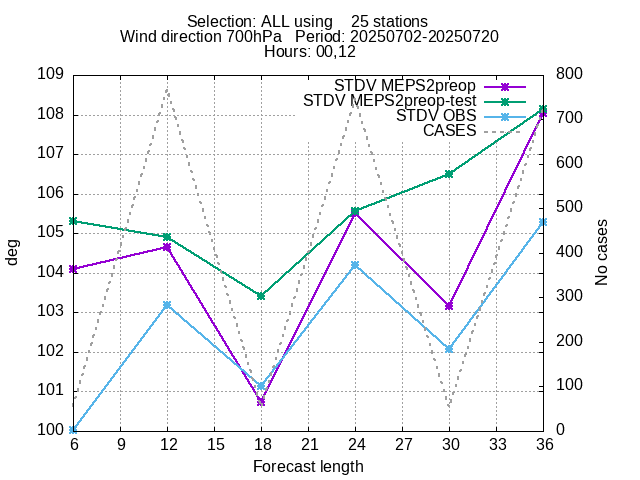 Selection: ALL using    25 stations
Wind direction 700hPa   Period: 20250702-20250720
Hours: 00,12
STDV MEPS2preop
STDV MEPS2preop-test
STDV OBS
CASES
109
108
107
106
105
104
103
102
101
100
deg
800
700
600
500
400
300
200
100
0
No cases
6 9 12 15 18 21 24 27 30 33 36
Forecast length